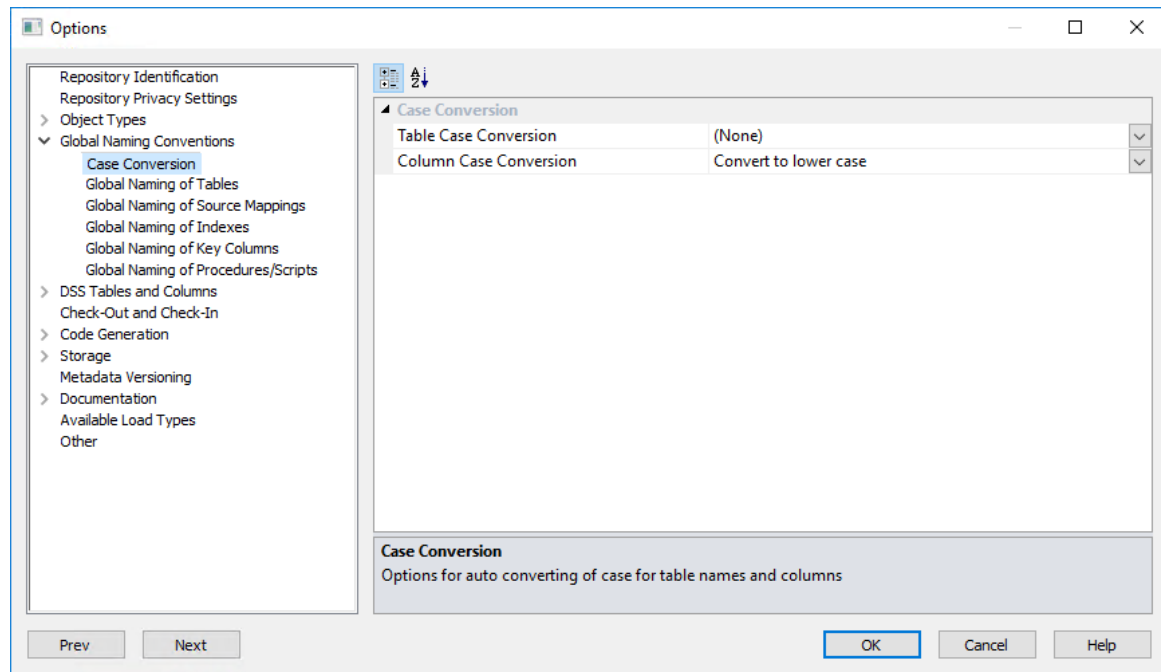 Options
Repository Identification
Repository Privacy Settings
Object Types
Global Naming Conventions
Case Conversion
Global Naming of Tables
Global Naming of Source Mappings
Global Naming of Indexes
Global Naming of Key Columns
Global Naming of Procedures/Scripts
DSS Tables and Columns
Check-Out and Check-In
Code Generation
Storage
Metadata Versioning
Documentation
Available Load Types
Other
A
Z
Case Conversion
Table Case Conversion (None)
Column Case Conversion Convert to lower case
Case Conversion
Options for auto converting of case for table names and columns
Prev Next OK Cancel Help